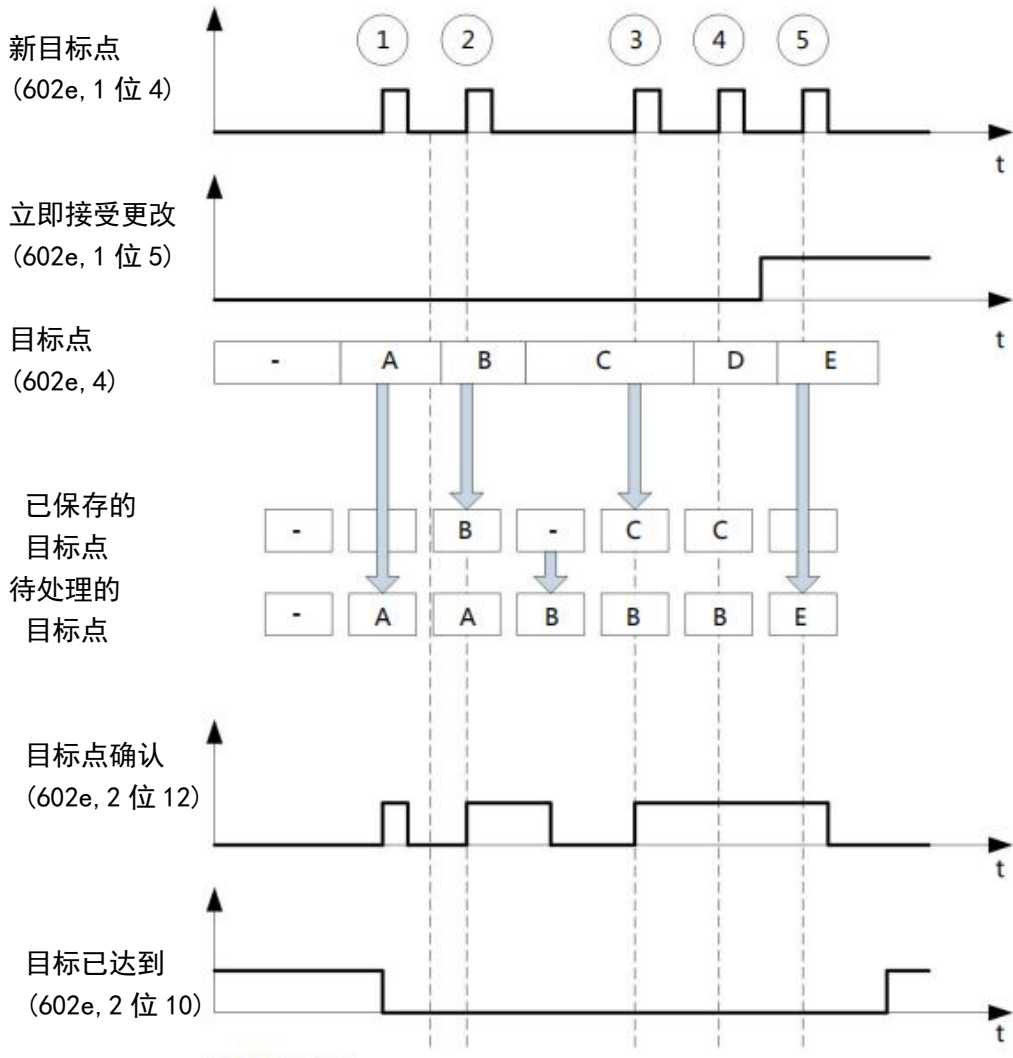 新目标点
(602e, 1 位 4)
1 2 3 4 5
t
立即接受更改
(602e, 1 位 5)
t
目标点
(602e, 4)
- A B C D E
已保存的
目标点
- B - C C
待处理的
目标点
- A A B B B E
目标点确认
(602e, 2 位 12)
t
目标已达到
(602e, 2 位 10)
t